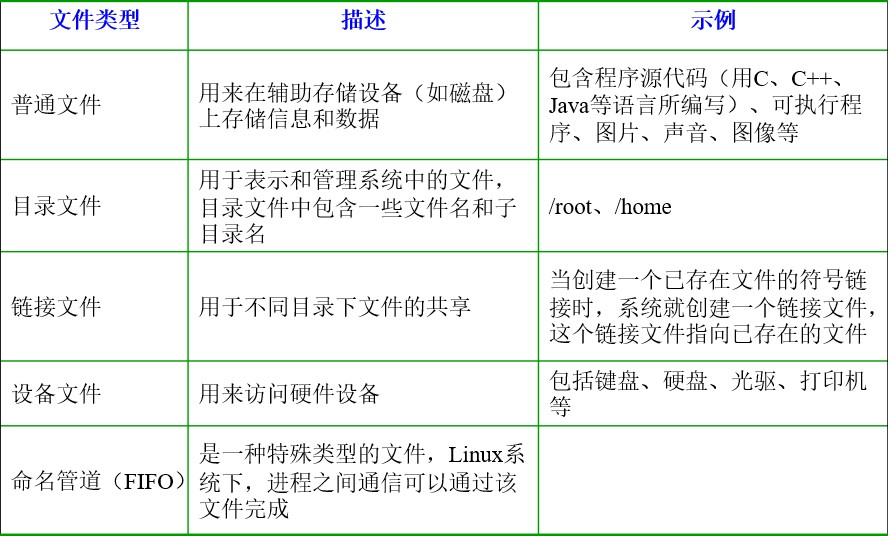 文件类型
描述
示例
普通文件
用来在辅助存储设备（如磁盘）
上存储信息和数据
包含程序源代码（用C、C++、
Java等语言所编写）、可执行程
序、图片、声音、图像等
目录文件
用于表示和管理系统中的文件，
目录文件中包含一些文件名和子
目录名
/root、/home
链接文件
用于不同目录下文件的共享
当创建一个已存在文件的符号链
接时，系统就创建一个链接文件，
这个链接文件指向已存在的文件
设备文件
用来访问硬件设备
包括键盘、硬盘、光驱、打印机
等
命名管道（FIFO）
是一种特殊类型的文件，Linux系
统下，进程之间通信可以通过该
文件完成